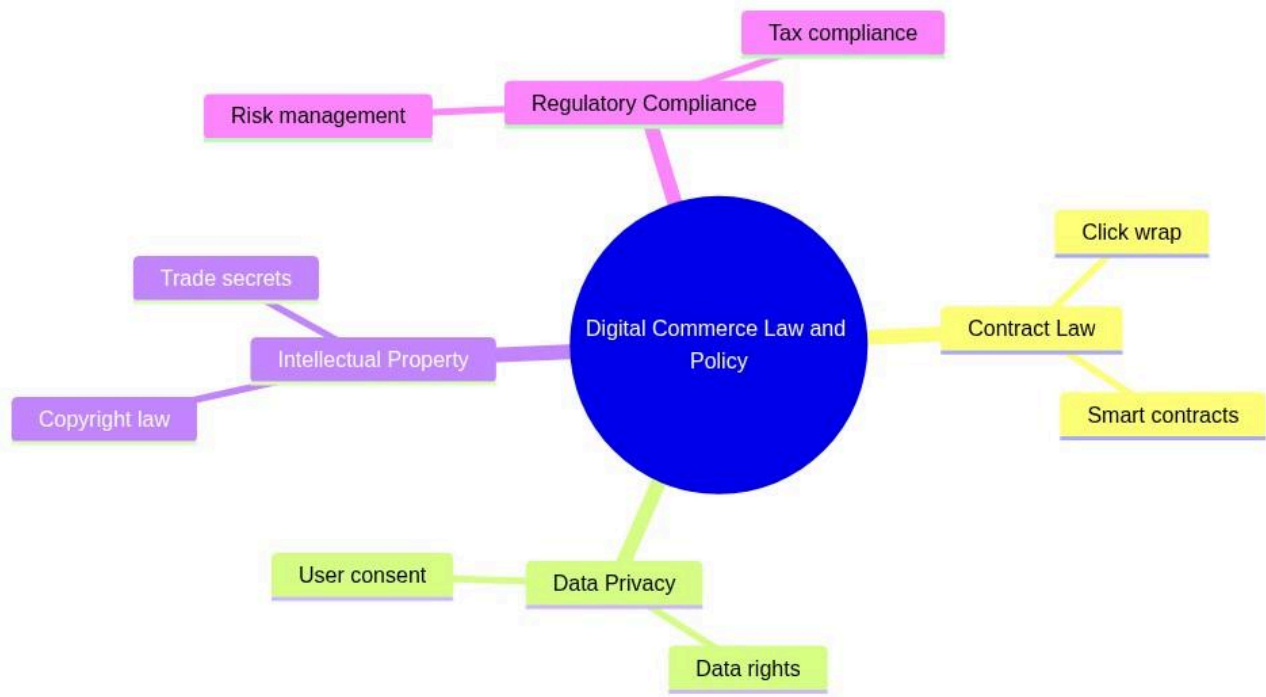 Tax compliance
Regulatory Compliance
Risk management
Click wrap
Trade secrets
Digital Commerce Law and
Policy
Contract Law
Intellectual Property
Copyright law
Smart contracts
User consent
Data Privacy
Data rights